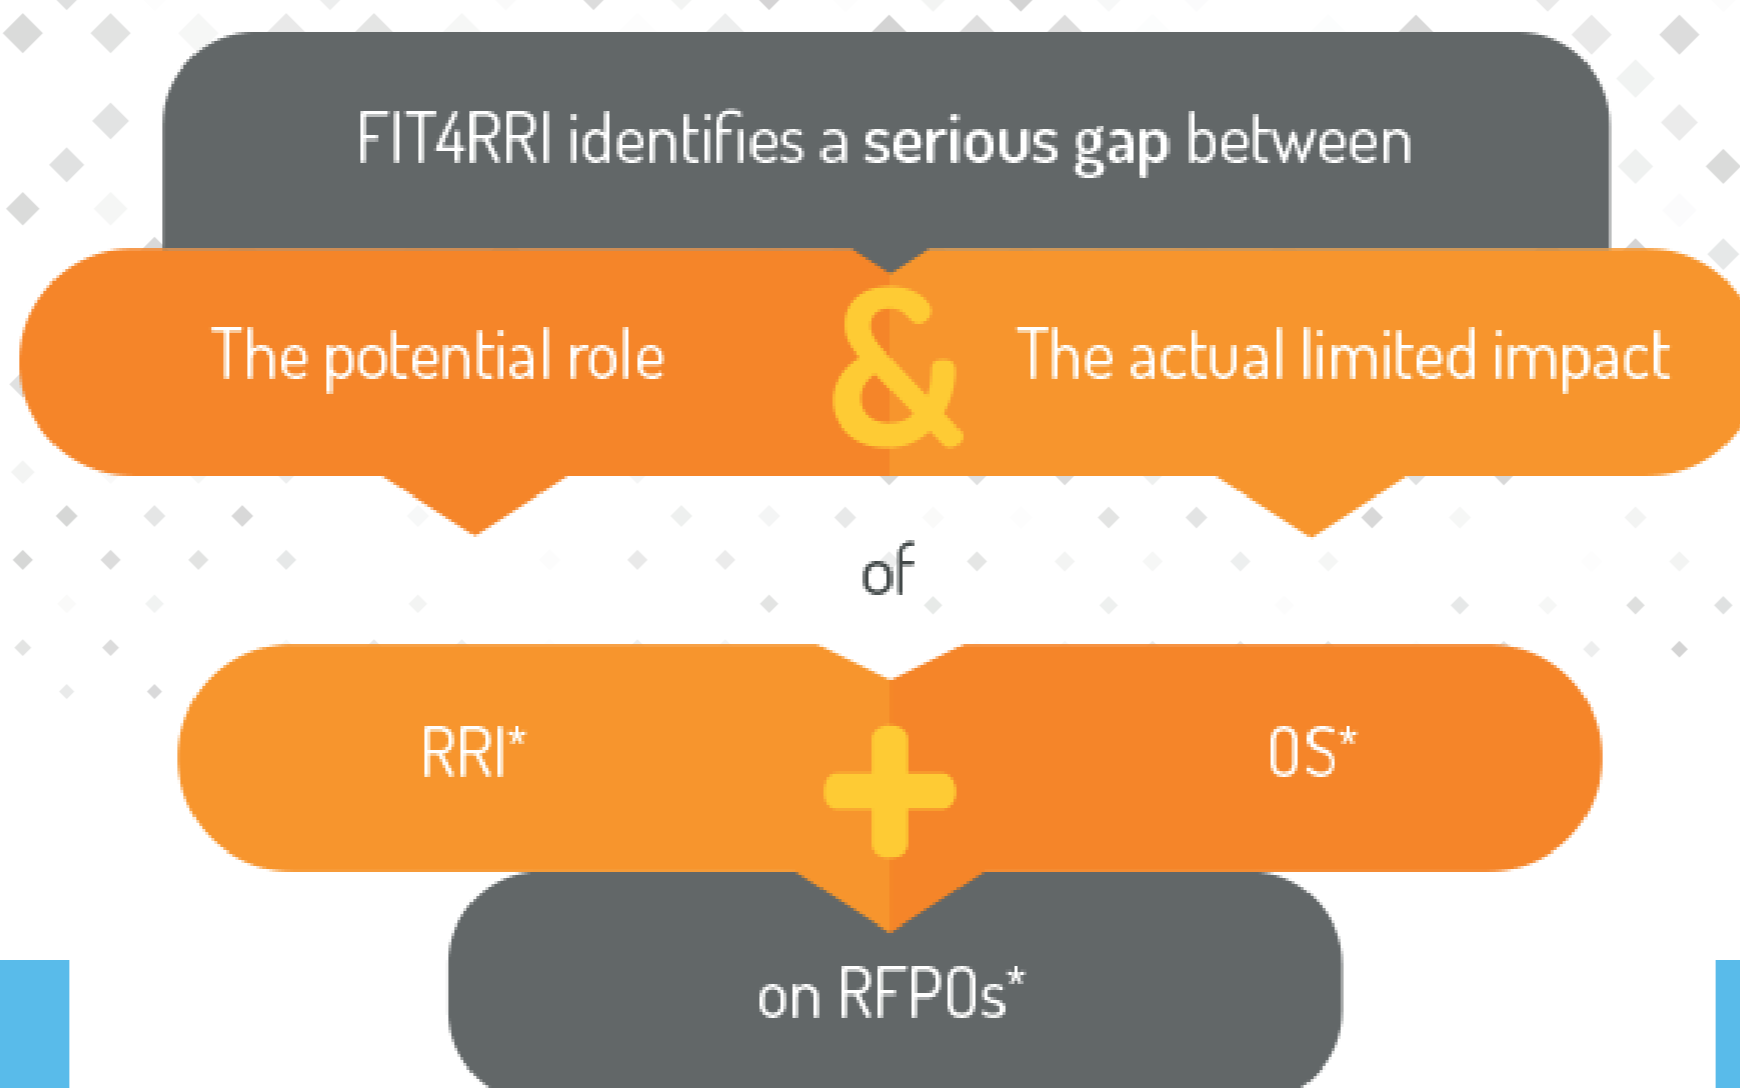 FIT4RRI identifies a serious gap between
The potential role & The actual limited impact
of
RRI* + OS*
on RFPOs*